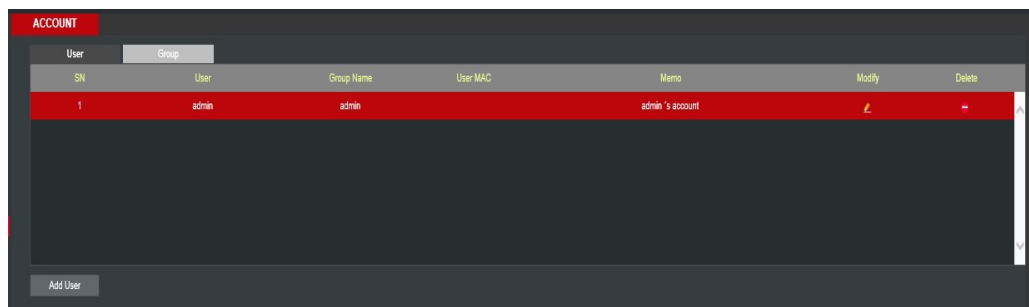 ACCOUNT
User Group
SN User Group Name User MAC Memo Modify Delete
1 admin admin admin 's account
Add User